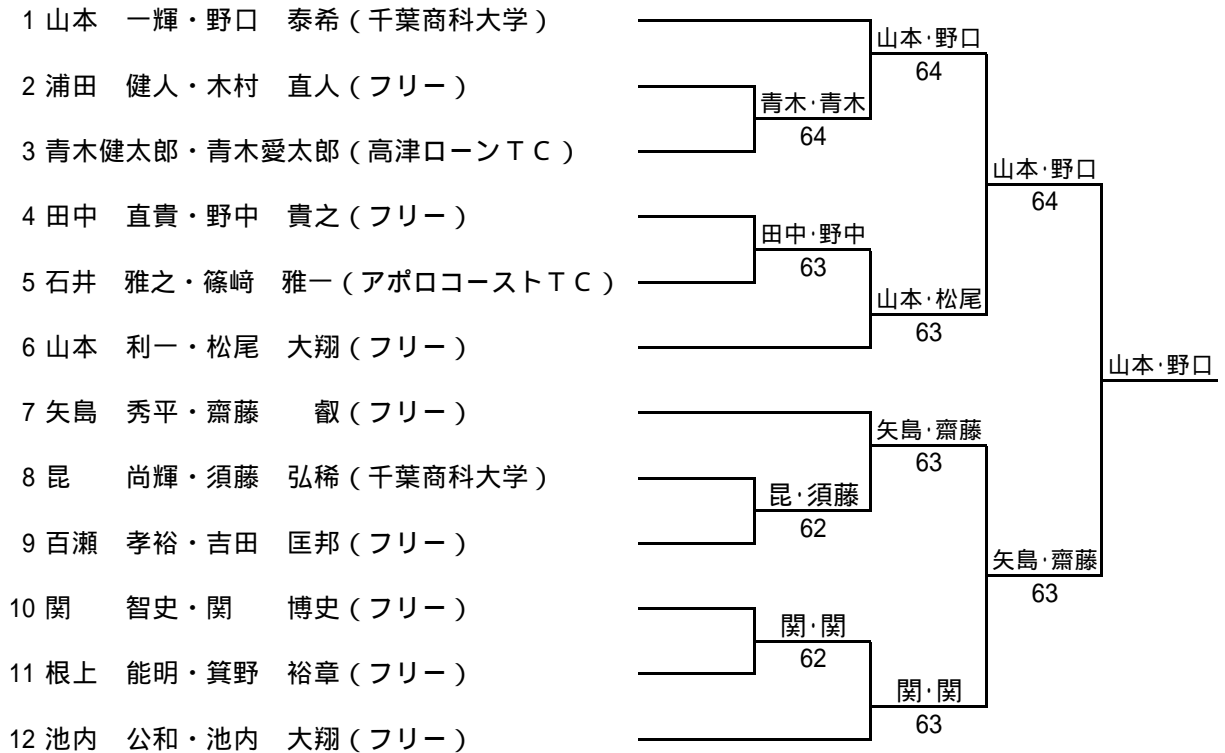 1 山本　一輝・野口　泰希（千葉商科大学）
山本・野口
64
2 浦田　健人・木村　直人（フリー）
青木・青木
64
3 青木健太郎・青木愛太郎（高津ローンＴＣ）
山本・野口
64
4 田中　直貴・野中　貴之（フリー）
田中・野中
63
5 石井　雅之・篠﨑　雅一（アポロコーストＴＣ）
山本・松尾
63
6 山本　利一・松尾　大翔（フリー）
山本・野口
7 矢島　秀平・齋藤　　叡（フリー）
矢島・齋藤
63
8 昆　　尚輝・須藤　弘稀（千葉商科大学）
昆・須藤
62
9 百瀬　孝裕・吉田　匡邦（フリー）
矢島・齋藤
63
10 関　　智史・関　　博史（フリー）
関・関
62
11 根上　能明・箕野　裕章（フリー）
関・関
63
12 池内　公和・池内　大翔（フリー）